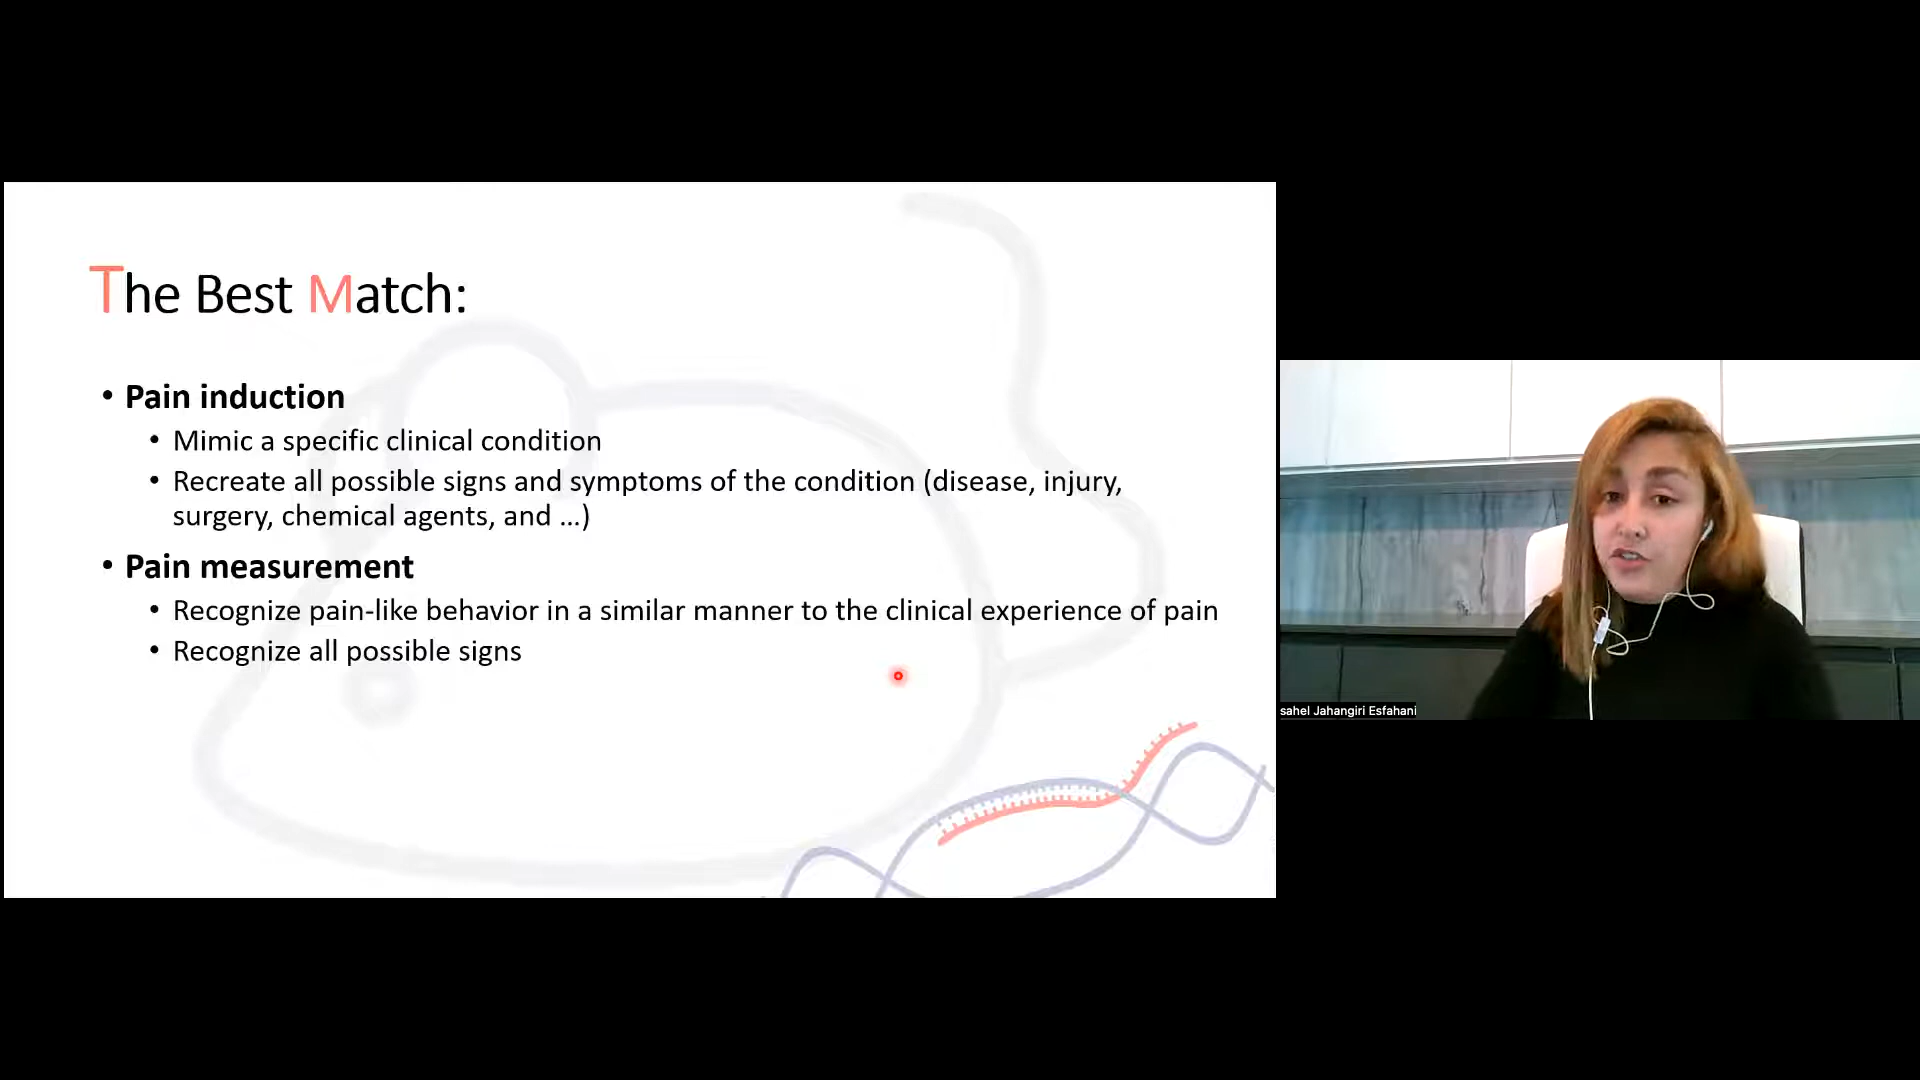 The Best Match:
• Pain induction
• Mimic a specific clinical condition
• Recreate all possible signs and symptoms of the condition (disease, injury,
surgery, chemical agents, and ...)
• Pain measurement
• Recognize pain-like behavior in a similar manner to the clinical experience of pain
• Recognize all possible signs
sahel Jahangiri Esfahani